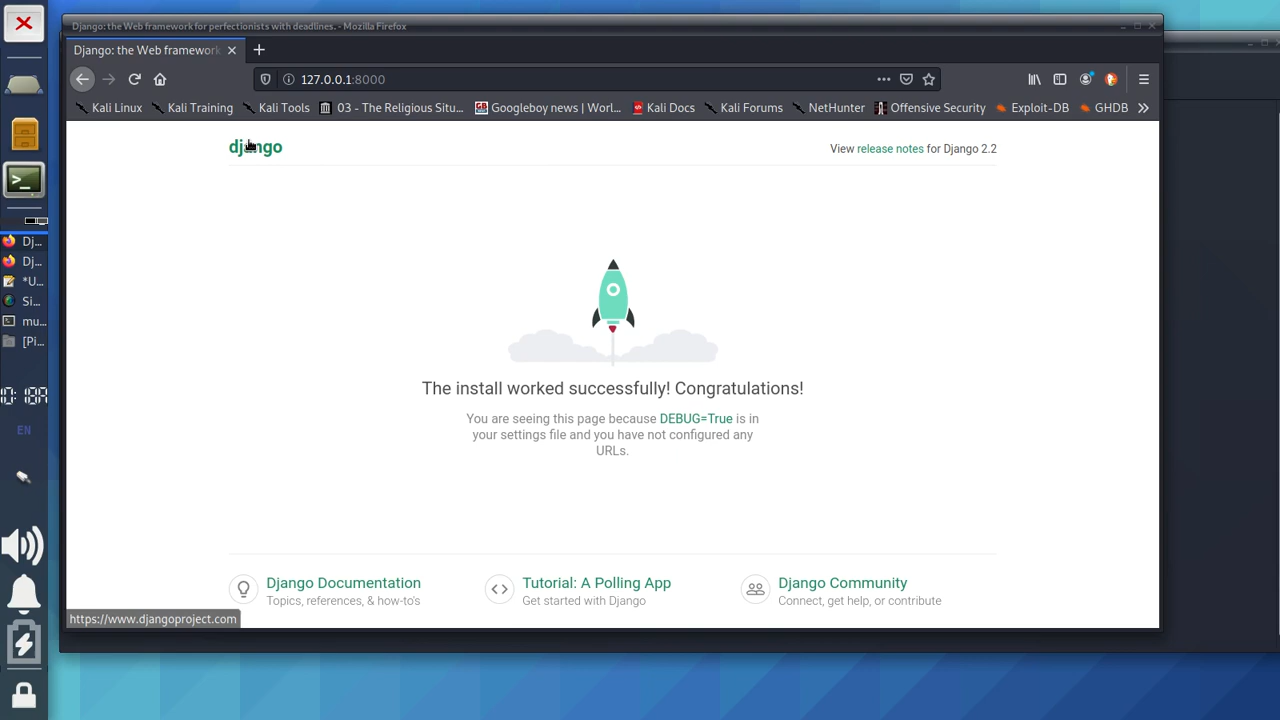 Django: the Web framework for perfectionists with deadlines. - Mozilla Firefox
Django: the Web framework
127.0.0.1:8000
Kali Linux
Kali Training
Kali Tools
03 - The Religious Situ...
Googleboy news | Worl...
Kali Docs
Kali Forums
NetHunter
Offensive Security
Exploit-DB
GHDB
django
View release notes for Django 2.2
The install worked successfully! Congratulations!
You are seeing this page because DEBUG=True is in
your settings file and you have not configured any
URLs.
Django Documentation
Topics, references, & how-to's
Tutorial: A Polling App
Get started with Django
Django Community
Connect, get help, or contribute
https://www.djangoproject.com
Dj...
Dj...
*U...
Si...
mu...
[Pi...
EN